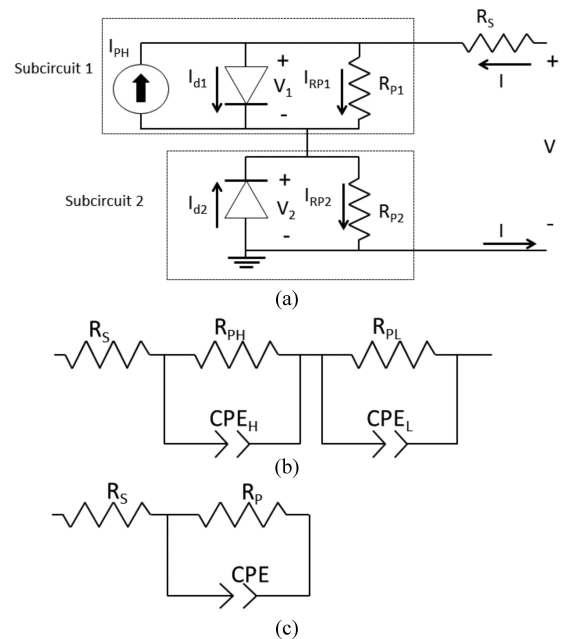 R_S
I_PH
Subcircuit 1
I_d1
+
V_1
-
I_RP1
R_P1
I
+
V
Subcircuit 2
I_d2
+
V_2
-
I_RP2
R_P2
I
-
(a)
R_S
R_PH
R_PL
CPE_H
CPE_L
(b)
R_S
R_P
CPE
(c)